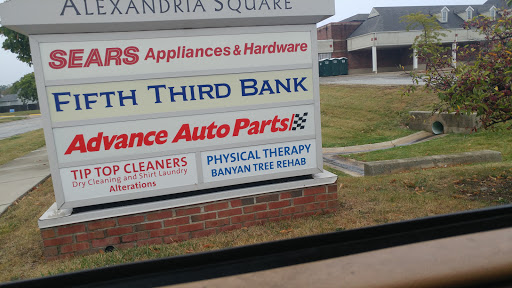 ALEXANDRIA SQUARE
SEARS Appliances & Hardware
FIFTH THIRD BANK
Advance Auto Parts
TIP TOP CLEANERS
Dry Cleaning and Shirt Laundry
Alterations
PHYSICAL THERAPY
BANYAN TREE REHAB